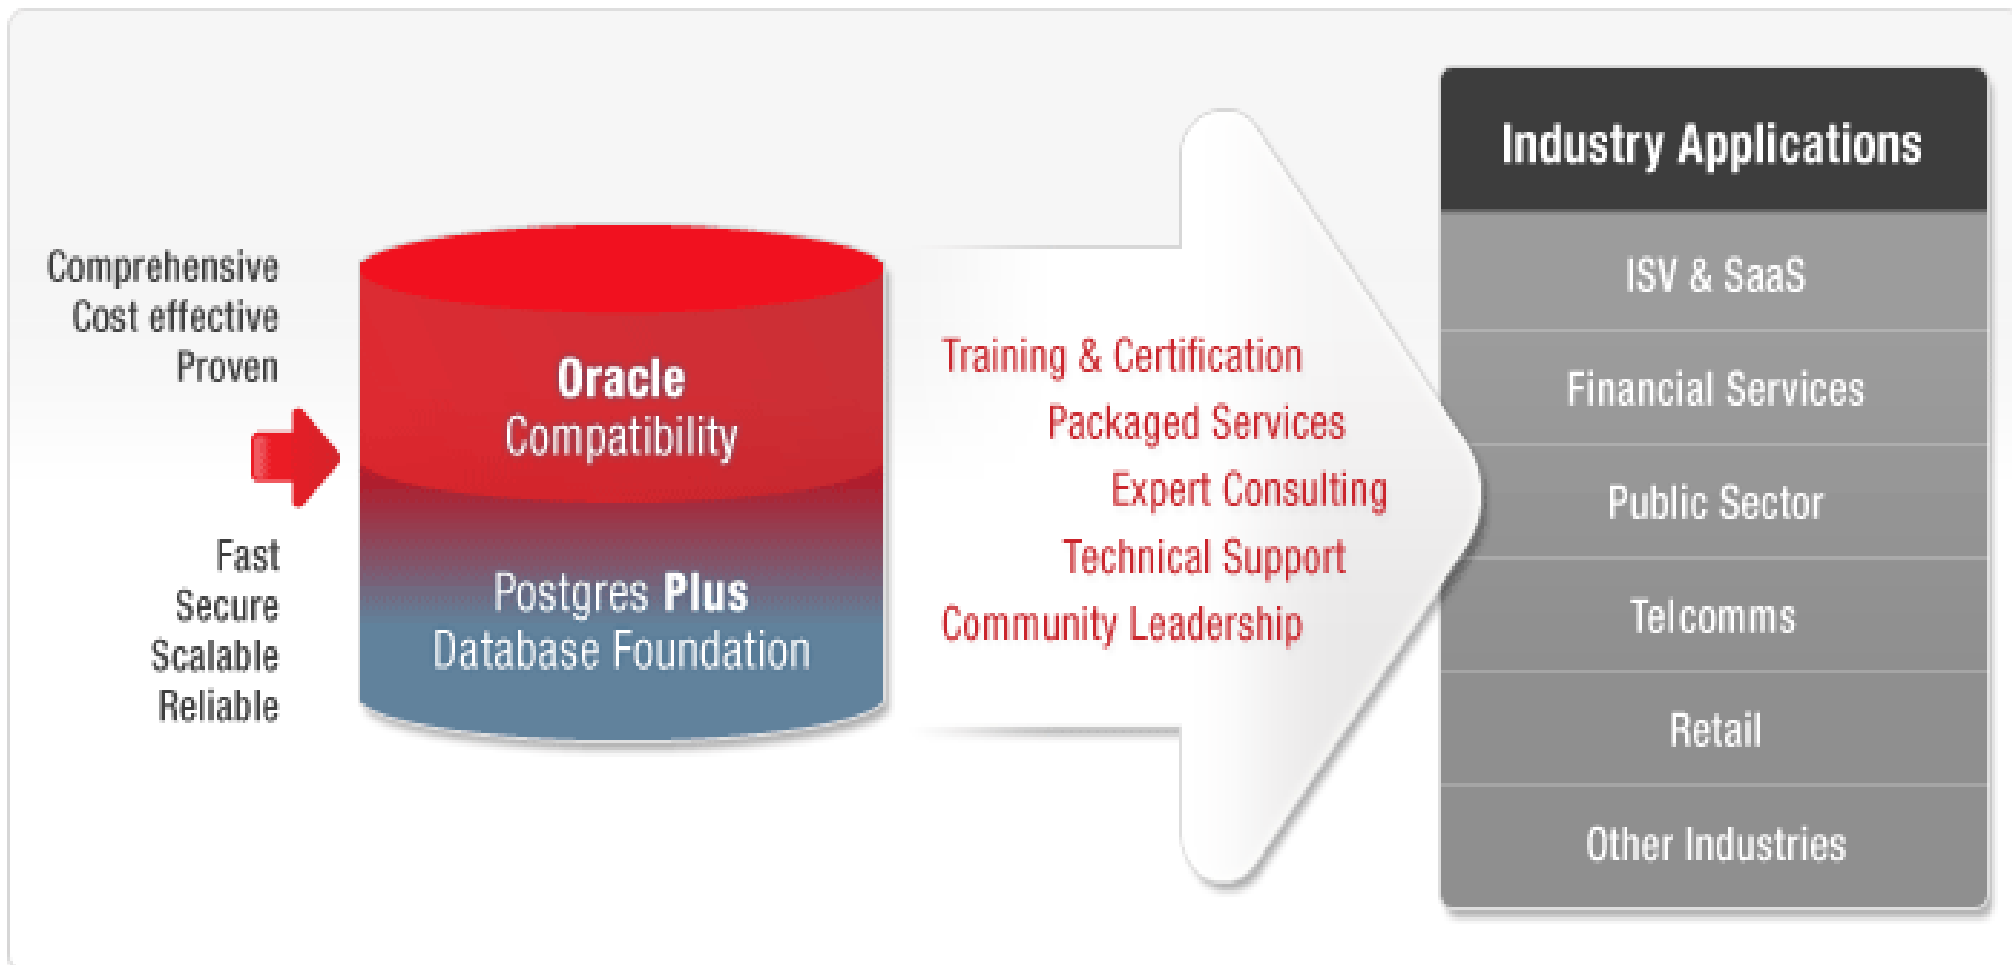 Comprehensive
Cost effective
Proven
Fast
Secure
Scalable
Reliable
Oracle
Compatibility
Postgres Plus
Database Foundation
Training & Certification
Packaged Services
Expert Consulting
Technical Support
Community Leadership
Industry Applications
ISV & SaaS
Financial Services
Public Sector
Telcomms
Retail
Other Industries